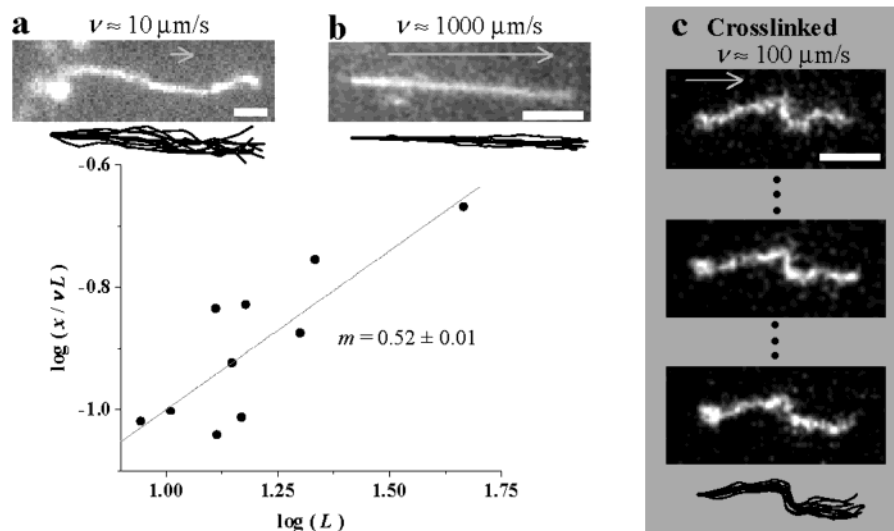 a
ν ≈ 10 μm/s
b
ν ≈ 1000 μm/s
c Crosslinked
ν ≈ 100 μm/s
-0.6
-0.8
-1.0
log (x / νL)
m = 0.52 ± 0.01
1.00 1.25 1.50 1.75
log (L)